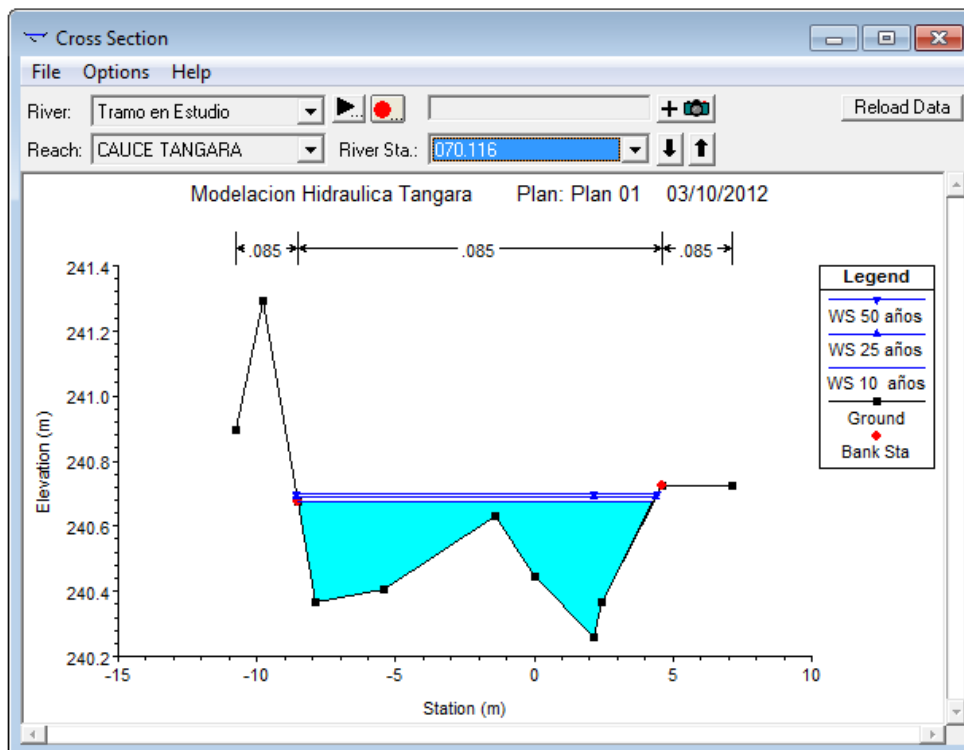 Cross Section
File Options Help
River: Tramo en Estudio Reload Data
Reach: CAUCE TANGARA River Sta.: 070.116
Modelacion Hidraulica Tangara Plan: Plan 01 03/10/2012
.085 .085 .085
241.4
241.2
241.0
240.8
240.6
240.4
240.2
Elevation (m)
-15 -10 -5 0 5 10
Station (m)
Legend
WS 50 años
WS 25 años
WS 10 años
Ground
Bank Sta